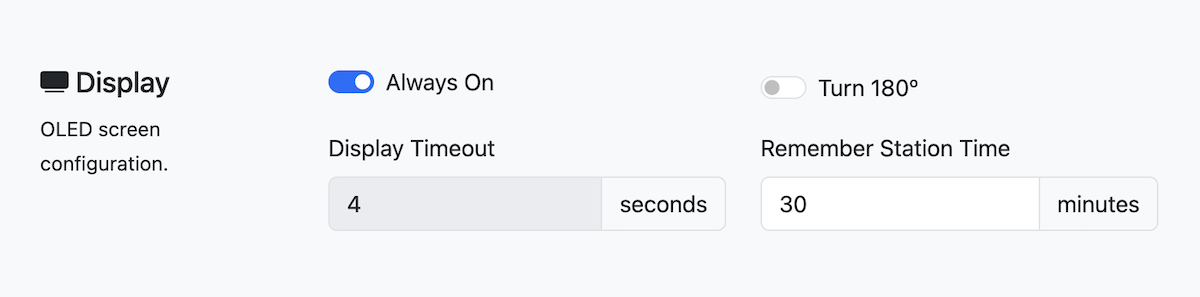 Display
OLED screen
configuration.
Always On
Turn 180º
Display Timeout
4 seconds
Remember Station Time
30 minutes